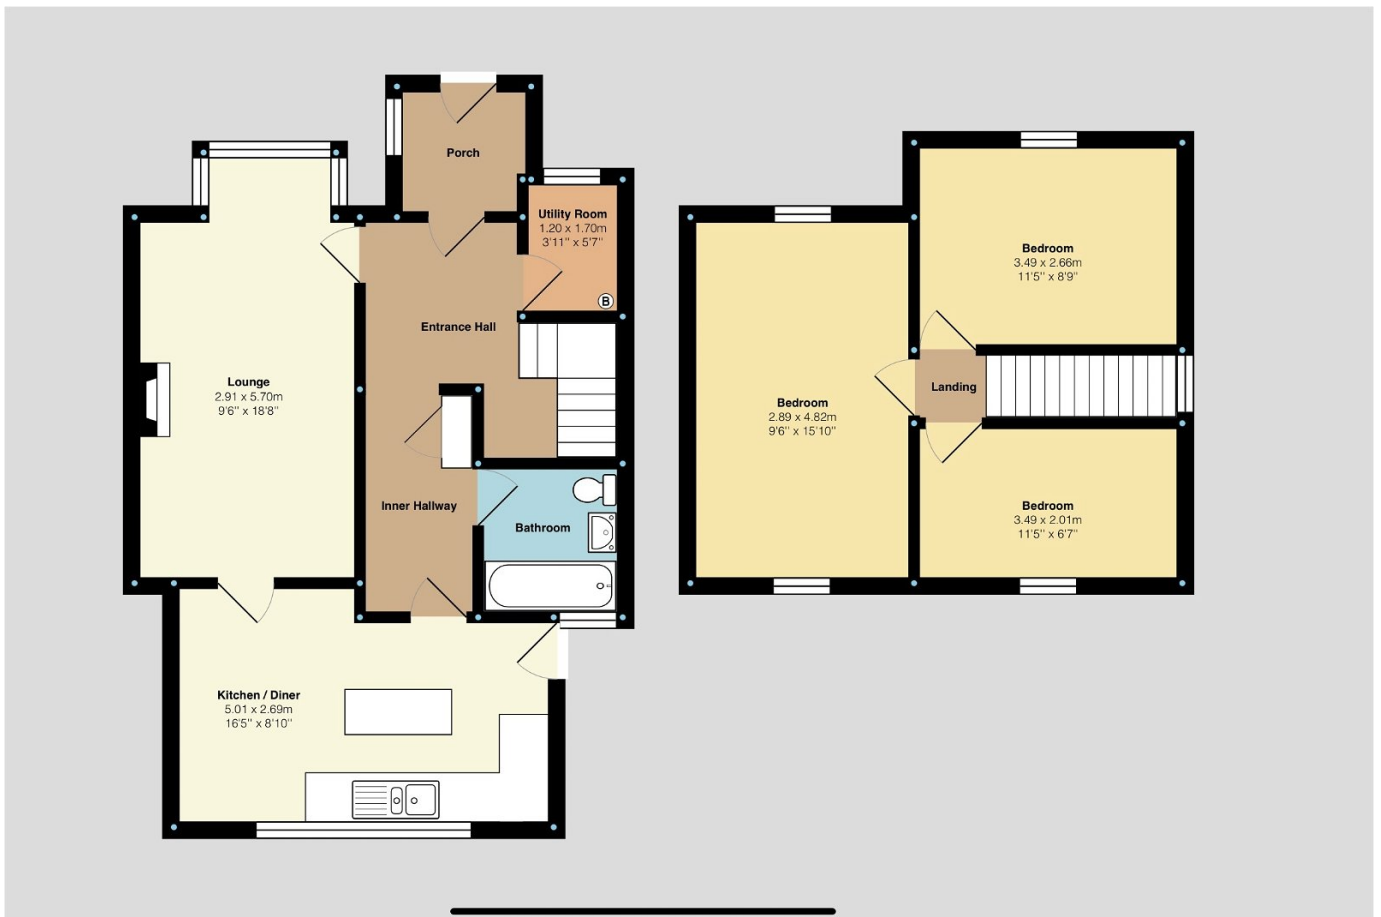 Porch
Utility Room
1.20 x 1.70m
3'11'' x 5'7''
B
Entrance Hall
Lounge
2.91 x 5.70m
9'6'' x 18'8''
Inner Hallway
Bathroom
Kitchen / Diner
5.01 x 2.69m
16'5'' x 8'10''
Bedroom
3.49 x 2.66m
11'5'' x 8'9''
Landing
Bedroom
2.89 x 4.82m
9'6'' x 15'10''
Bedroom
3.49 x 2.01m
11'5'' x 6'7''